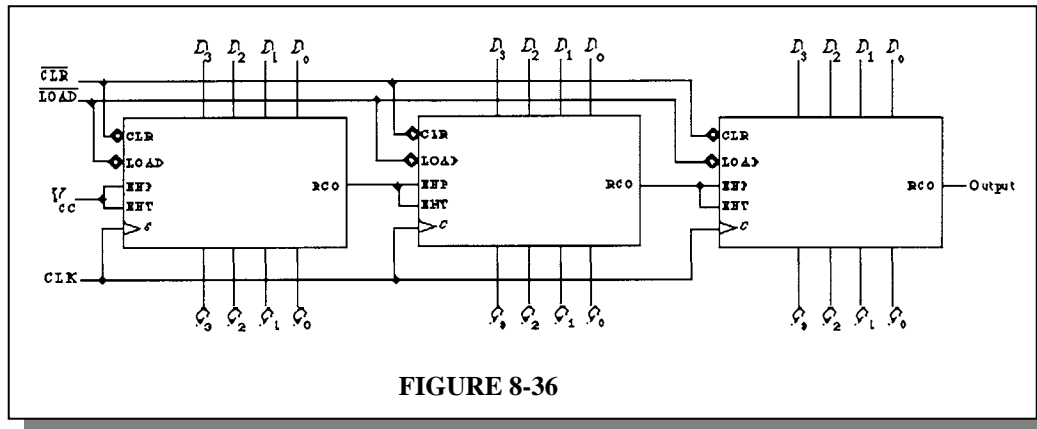 D3 D2 D1 D0 D3 D2 D1 D0 D3 D2 D1 D0
CLR
LOAD
CLR CLR CLR
LOAD LOAD LOAD
VCC
ENP RCO ENP RCO ENP RCO Output
ENT ENT ENT
C C C
CLK
Q3 Q2 Q1 Q0 Q3 Q2 Q1 Q0 Q3 Q2 Q1 Q0
FIGURE 8-36